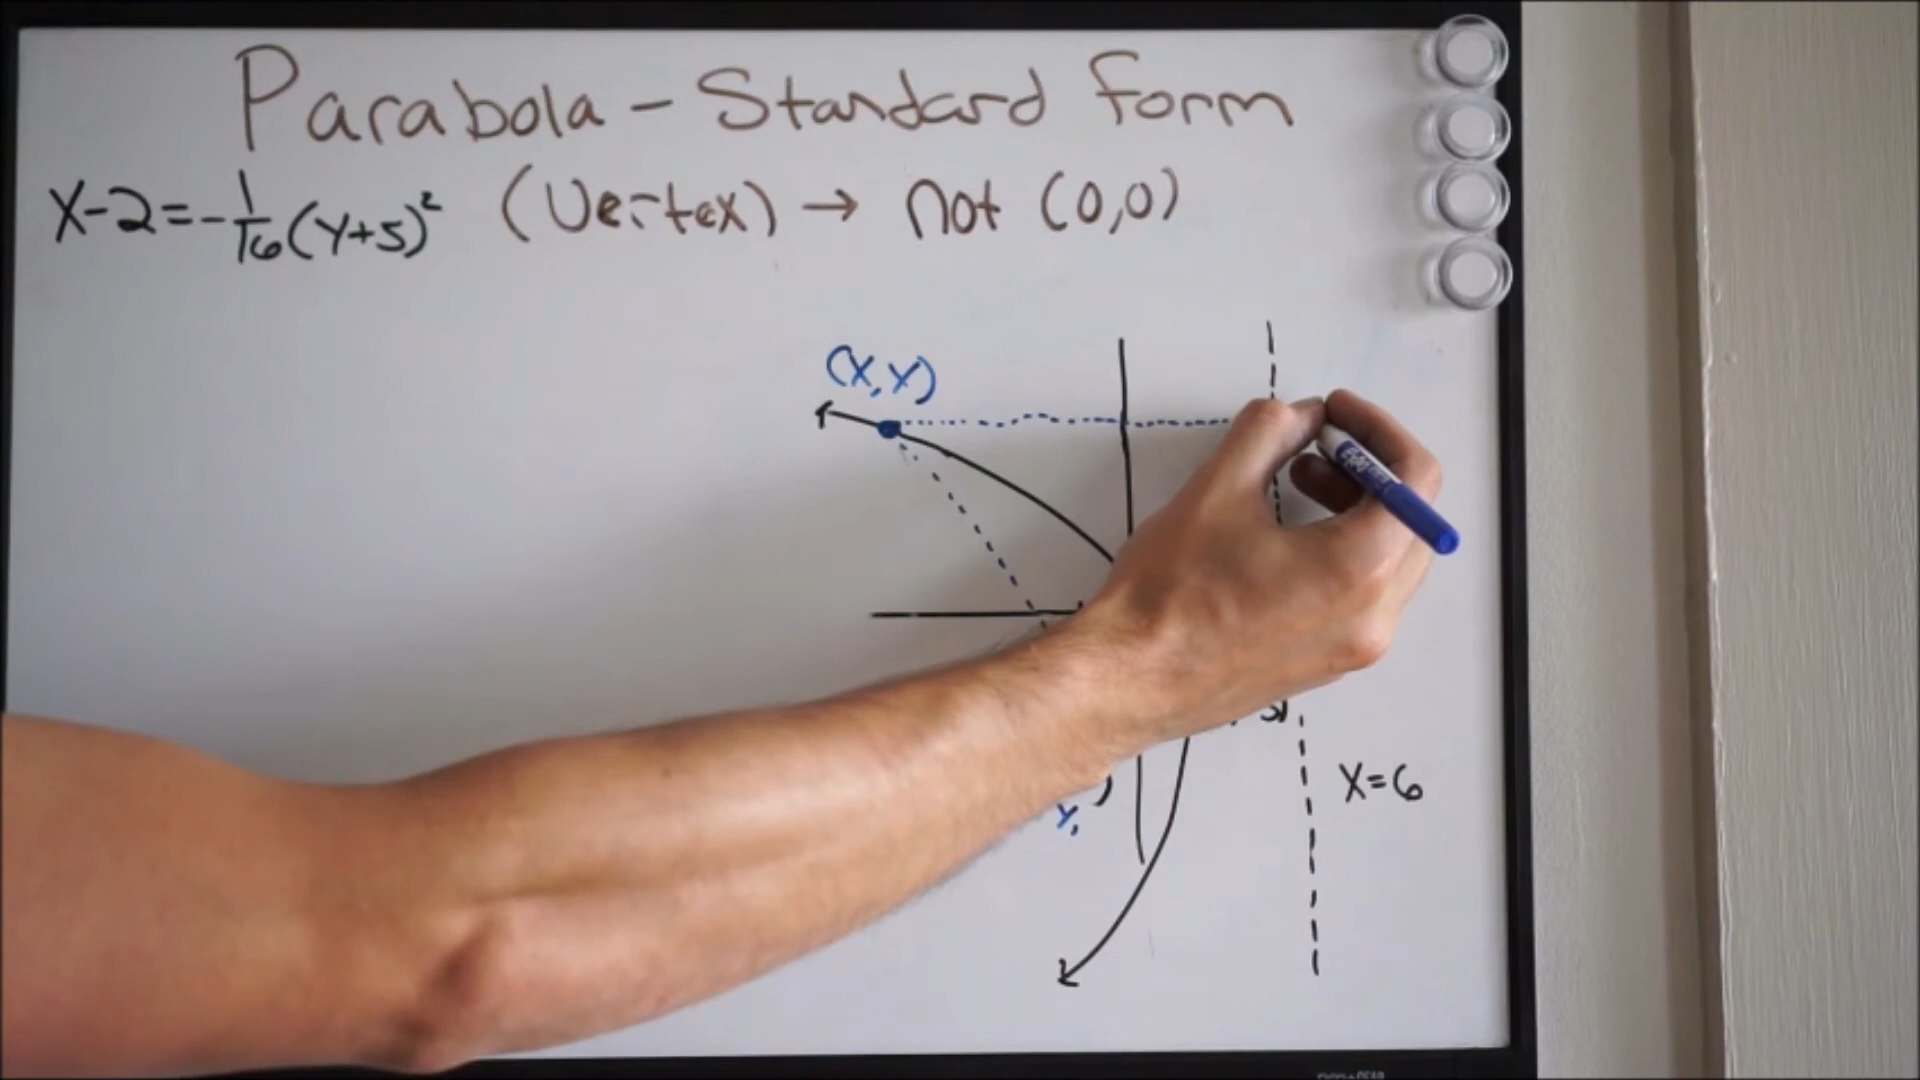 Parabola - Standard form
X-2=-1/16(Y+5)² (Vertex) → not (0,0)
(X,Y)
X=6